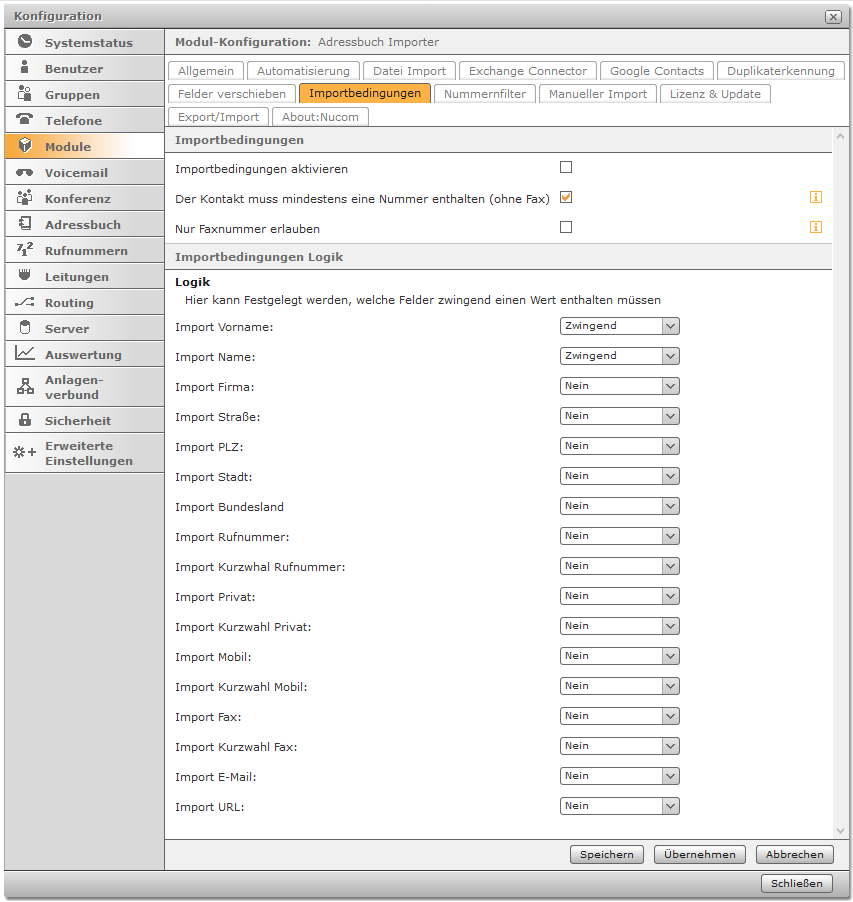 Konfiguration
Systemstatus
Benutzer
Gruppen
Telefone
Module
Voicemail
Konferenz
Adressbuch
Rufnummern
Leitungen
Routing
Server
Auswertung
Anlagen-
verbund
Sicherheit
Erweiterte
Einstellungen
Modul-Konfiguration: Adressbuch Importer
Allgemein Automatisierung Datei Import Exchange Connector Google Contacts Duplikaterkennung
Felder verschieben Importbedingungen Nummernfilter Manueller Import Lizenz & Update
Export/Import About:Nucom
Importbedingungen
Importbedingungen aktivieren
Der Kontakt muss mindestens eine Nummer enthalten (ohne Fax)
Nur Faxnummer erlauben
Importbedingungen Logik
Logik
Hier kann Festgelegt werden, welche Felder zwingend einen Wert enthalten müssen
Import Vorname: Zwingend
Import Name: Zwingend
Import Firma: Nein
Import Straße: Nein
Import PLZ: Nein
Import Stadt: Nein
Import Bundesland Nein
Import Rufnummer: Nein
Import Kurzwhal Rufnummer: Nein
Import Privat: Nein
Import Kurzwahl Privat: Nein
Import Mobil: Nein
Import Kurzwahl Mobil: Nein
Import Fax: Nein
Import Kurzwahl Fax: Nein
Import E-Mail: Nein
Import URL: Nein
Speichern Übernehmen Abbrechen
Schließen